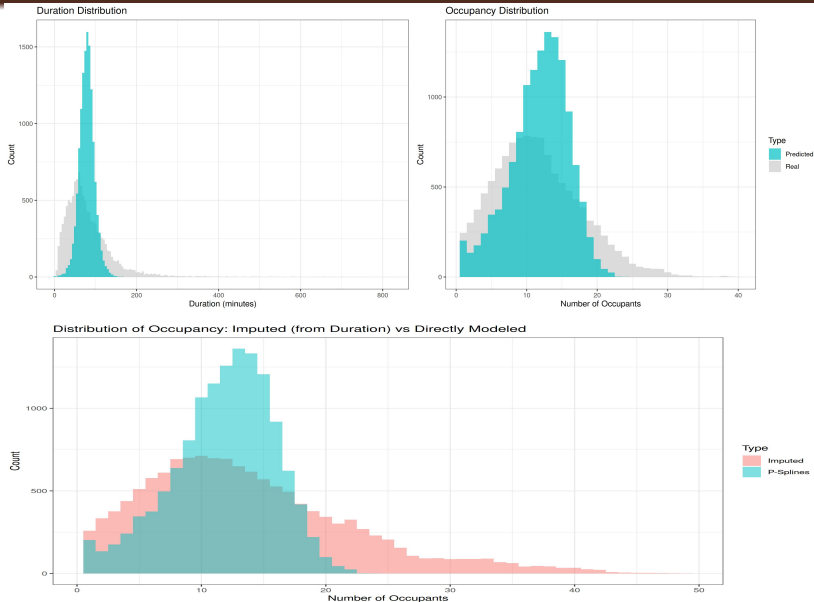 Duration Distribution
1500
1000
500
0
Count
0 200 400 600 800
Duration (minutes)
Occupancy Distribution
1000
500
0
Count
0 10 20 30 40
Number of Occupants
Type
Predicted
Real
Distribution of Occupancy: Imputed (from Duration) vs Directly Modeled
1000
500
0
Count
0 10 20 30 40 50
Number of Occupants
Type
Imputed
P-Splines